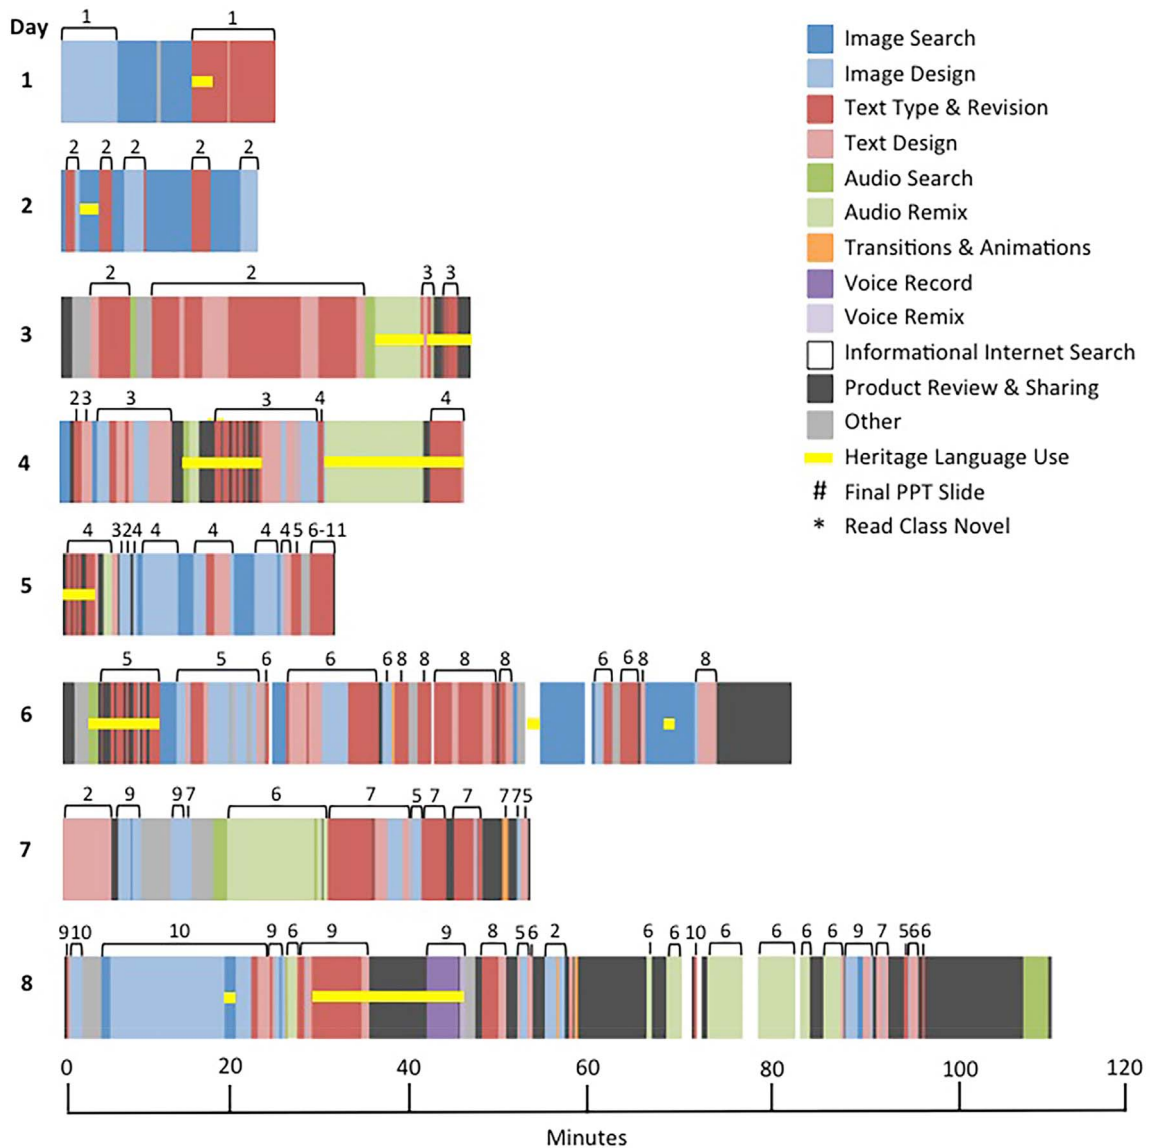 Day
1 1
1
2 2 2 2 2
2
2 2 3 3
3
2 3 3 3 4 4
4
4 3 2 4 4 4 4 5 6-11
5
5 5 6 6 6 8 8 8 8 6 6 8 8
6
2 9 9 7 6 7 5 7 7 7 7 5
7
9 10 10 9 6 9 9 8 5 6 2 6 6 10 6 6 6 6 9 7 5 6 6
8
Image Search
Image Design
Text Type & Revision
Text Design
Audio Search
Audio Remix
Transitions & Animations
Voice Record
Voice Remix
Informational Internet Search
Product Review & Sharing
Other
Heritage Language Use
# Final PPT Slide
* Read Class Novel
0 20 40 60 80 100 120
Minutes